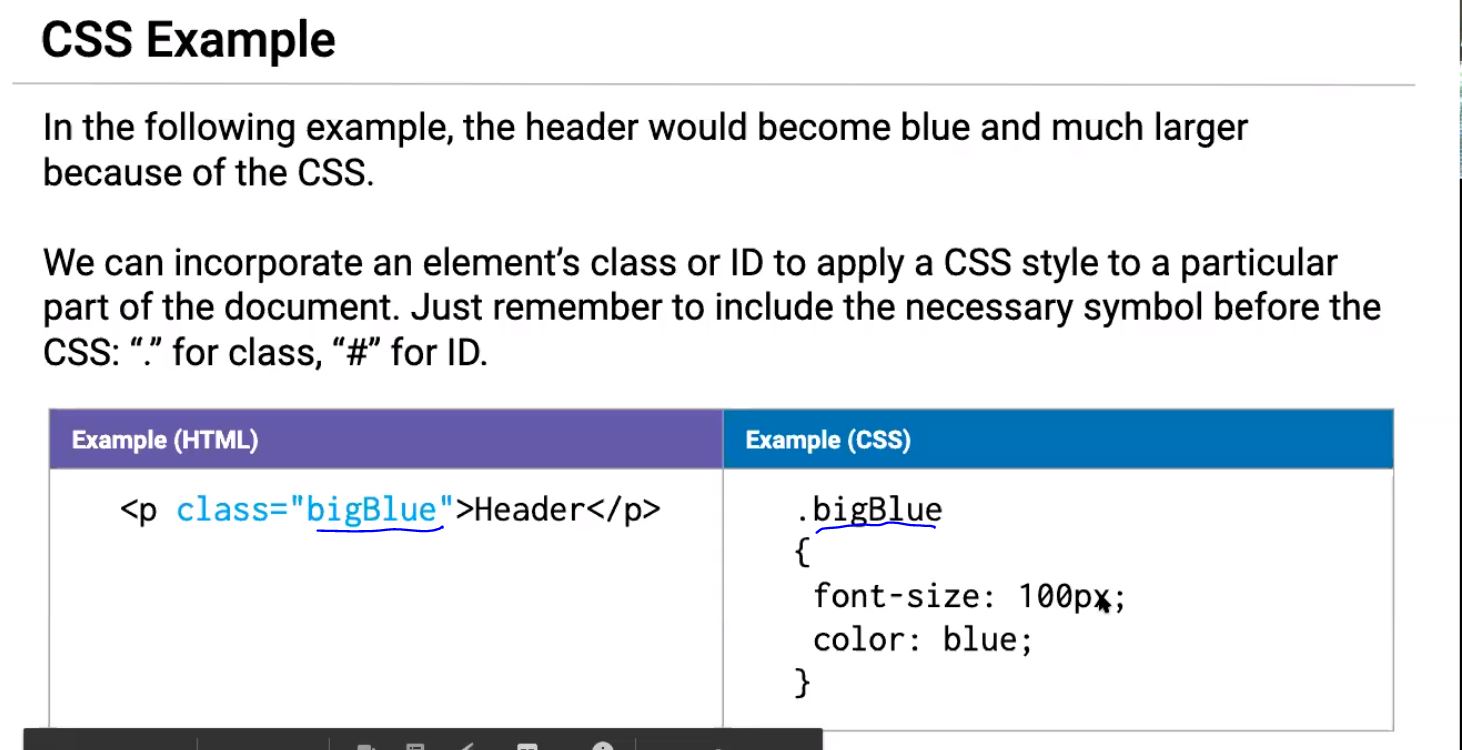 CSS Example
In the following example, the header would become blue and much larger
because of the CSS.
We can incorporate an element’s class or ID to apply a CSS style to a particular
part of the document. Just remember to include the necessary symbol before the
CSS: “.” for class, “#” for ID.
Example (HTML)
Example (CSS)
<p class="bigBlue">Header</p>
.bigBlue
{
font-size: 100px;
color: blue;
}